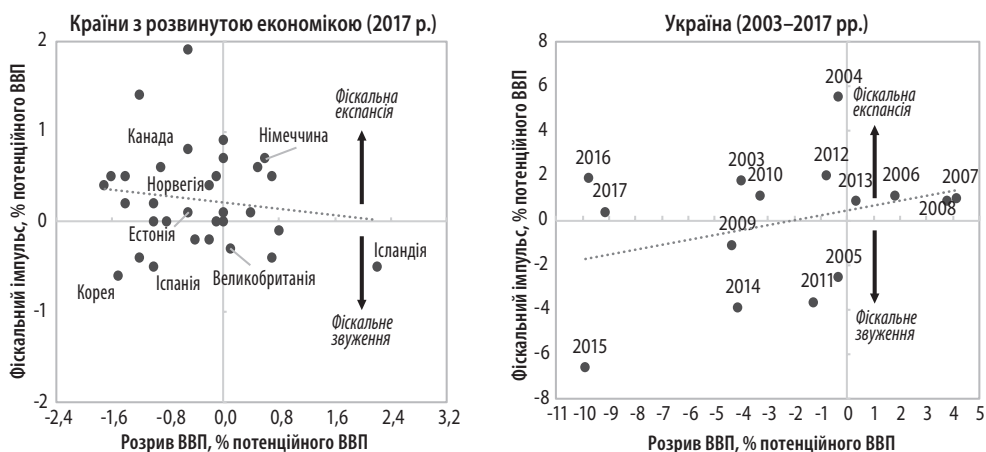 Країни з розвинутою економікою (2017 р.)
Фіскальний імпульс, % потенційного ВВП
2
1
0
-1
-2
Фіскальна
експансія
Канада
Німеччина
Норвегія
Естонія
Ісландія
Корея
Іспанія
Великобританія
Фіскальне
звуження
-2,4
-1,6
-0,8
0,0
0,8
1,6
2,4
3,2
Розрив ВВП, % потенційного ВВП
Україна (2003–2017 рр.)
Фіскальний імпульс, % потенційного ВВП
8
6
4
2
0
-2
-4
-6
-8
2004
Фіскальна
експансія
2016
2003
2012
2017
2010
2013
2006
2007
2008
2009
2005
2014
2011
Фіскальне
звуження
2015
-11
-10
-9
-8
-7
-6
-5
-4
-3
-2
-1
0
1
2
3
4
5
Розрив ВВП, % потенційного ВВП